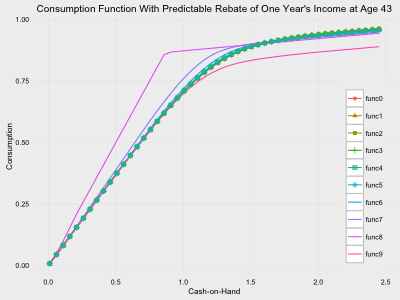 Consumption Function With Predictable Rebate of One Year's Income at Age 43
1.00
0.75
0.50
0.25
0.00
Consumption
0.0
0.5
1.0
1.5
2.0
2.5
Cash-on-Hand
func0
func1
func2
func3
func4
func5
func6
func7
func8
func9